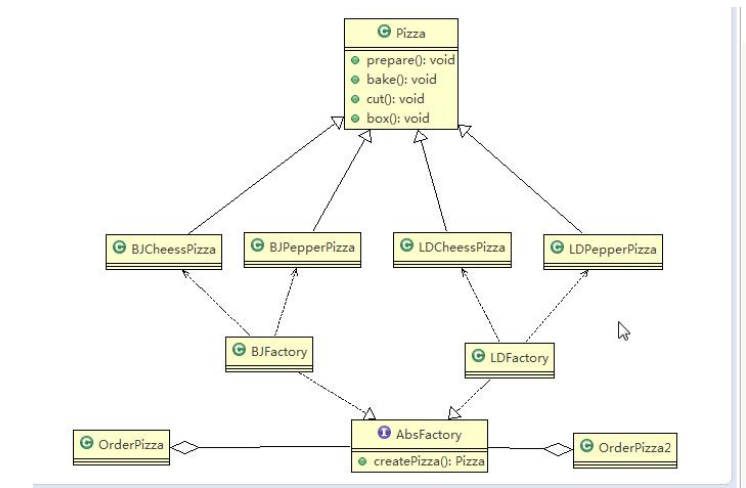 Pizza
prepare(): void
bake(): void
cut(): void
box(): void
BJCheessPizza
BJPepperPizza
LDCheessPizza
LDPepperPizza
BJFactory
LDFactory
OrderPizza
AbsFactory
createPizza(): Pizza
OrderPizza2